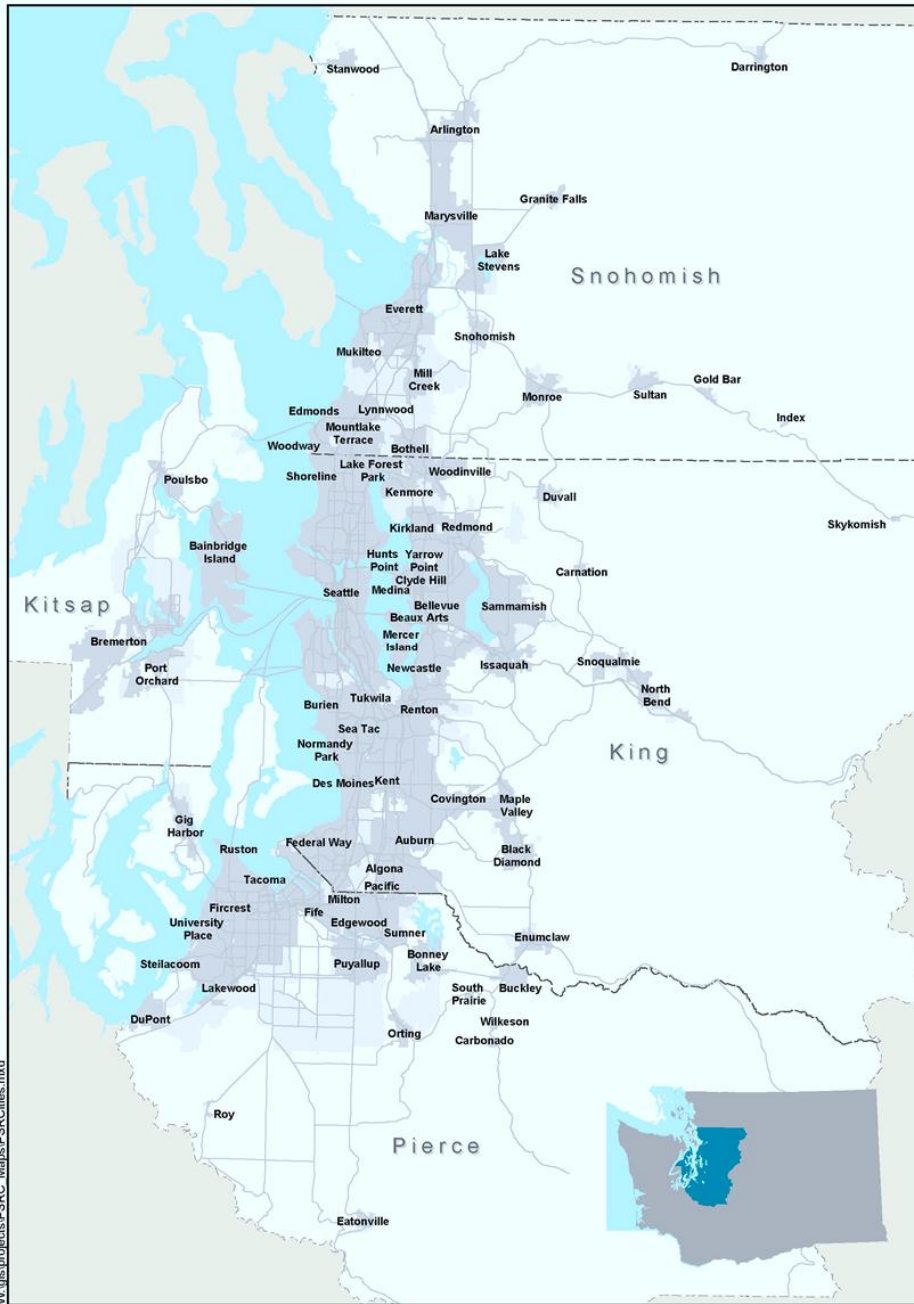 Stanwood
Darrington
Arlington
Granite Falls
Marysville
Lake
Stevens
Snohomish
Everett
Snohomish
Mukilteo
Mill
Creek
Gold Bar
Monroe
Sultan
Edmonds
Lynnwood
Index
Mountlake
Terrace
Woodway
Bothell
Lake Forest
Park
Woodinville
Shoreline
Poulsbo
Kenmore
Duvall
Skykomish
Kirkland
Redmond
Bainbridge
Island
Hunts
Point
Yarrow
Point
Carnation
Clyde Hill
Medina
Seattle
Kitsap
Bellevue
Sammamish
Beaux Arts
Bremerton
Mercer
Island
Port
Orchard
Newcastle
Issaquah
Snoqualmie
North
Bend
Tukwila
Burien
Renton
Sea Tac
Normandy
Park
King
Des Moines
Kent
Covington
Maple
Valley
Gig
Harbor
Ruston
Federal Way
Auburn
Black
Diamond
Algona
Tacoma
Pacific
Milton
Fircrest
Fife
University
Place
Edgewood
Sumner
Enumclaw
Steilacoom
Puyallup
Bonney
Lake
Lakewood
South
Prairie
Buckley
DuPont
Orting
Wilkeson
Carbonado
Roy
Pierce
Eatonville
W:\gis\projects\PSRC_Maps\PSRCities.mxd